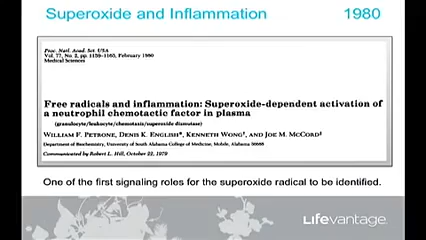 Superoxide and Inflammation 1980
Proc. Natl. Acad. Sci. USA
Vol. 77, No. 2, pp. 1159-1163, February 1980
Medical Sciences
Free radicals and inflammation: Superoxide-dependent activation of
a neutrophil chemotactic factor in plasma
(granulocyte/leukocyte/chemotaxis/superoxide dismutase)
WILLIAM F. PETRONE, DENIS K. ENGLISH*, KENNETH WONG†, AND JOE M. MCCORD‡
Department of Biochemistry, University of South Alabama College of Medicine, Mobile, Alabama 36688
Communicated by Robert L. Hill, October 22, 1979
One of the first signaling roles for the superoxide radical to be identified.
Lifevantage